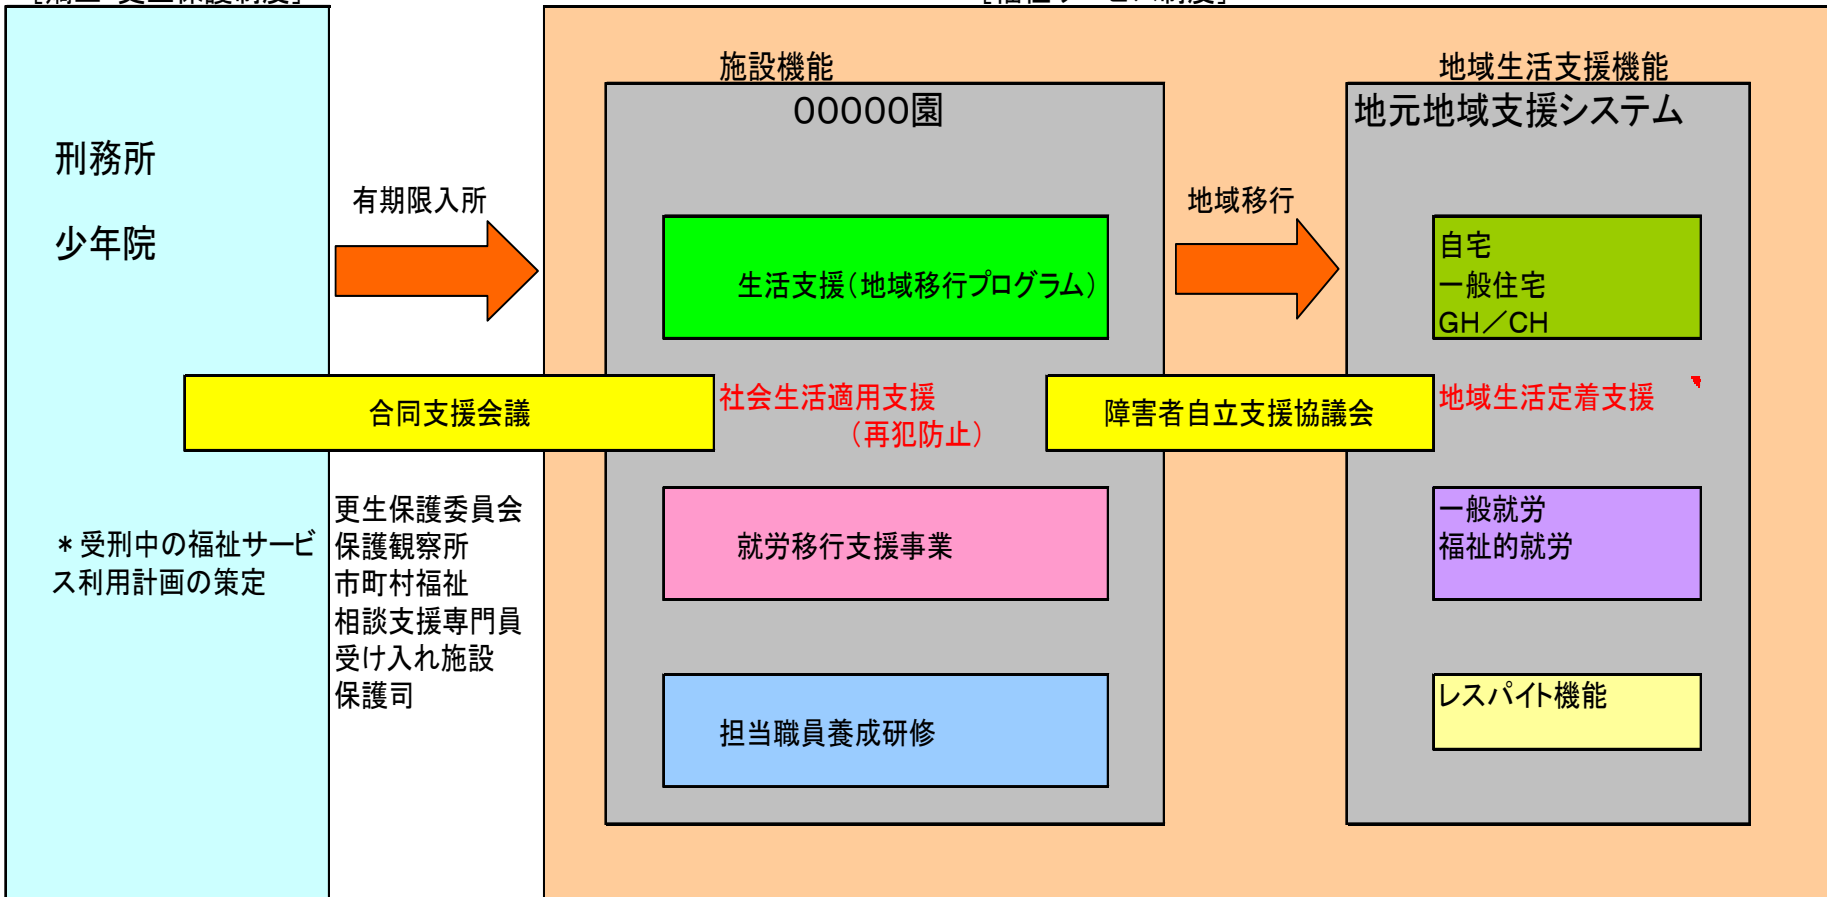 刑務所
少年院
*受刑中の福祉サービ
ス利用計画の策定
有期限入所
合同支援会議
更生保護委員会
保護観察所
市町村福祉
相談支援専門員
受け入れ施設
保護司
施設機能
00000園
生活支援(地域移行プログラム)
社会生活適用支援
(再犯防止)
就労移行支援事業
担当職員養成研修
地域移行
障害者自立支援協議会
地域生活支援機能
地元地域支援システム
自宅
一般住宅
GH/CH
地域生活定着支援
一般就労
福祉的就労
レスパイト機能